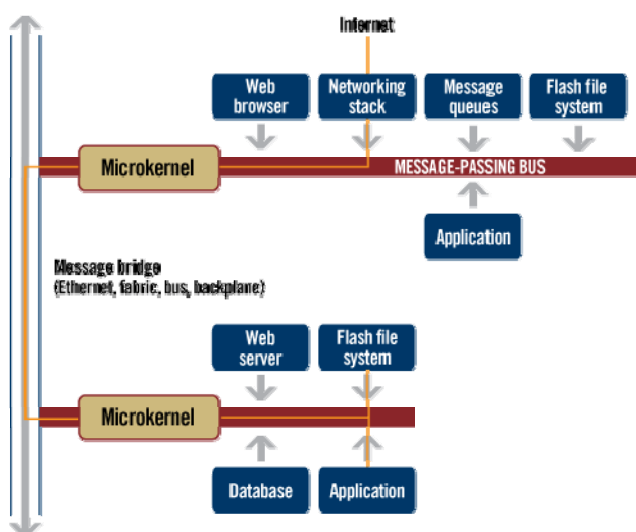 Internet
Web
browser
Networking
stack
Message
queues
Flash file
system
Microkernel
MESSAGE-PASSING BUS
Application
Message bridge
(Ethernet, fabric, bus, backplane)
Web
server
Flash file
system
Microkernel
Database
Application